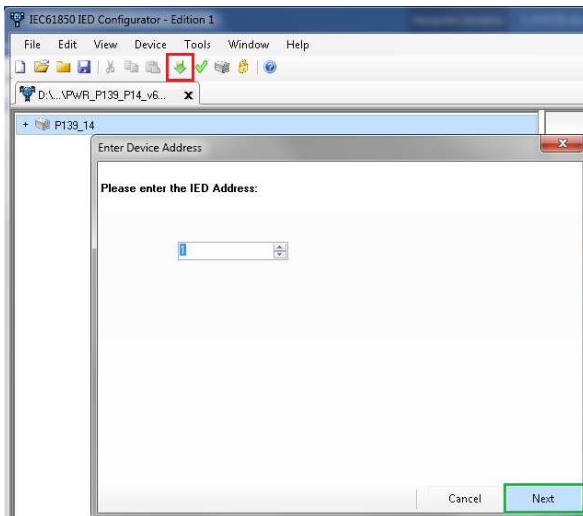 IEC61850 IED Configurator - Edition 1
File Edit View Device Tools Window Help
D:\...\PWR_P139_P14_v6... X
+ P139_14
Enter Device Address
Please enter the IED Address:
1
Cancel Next